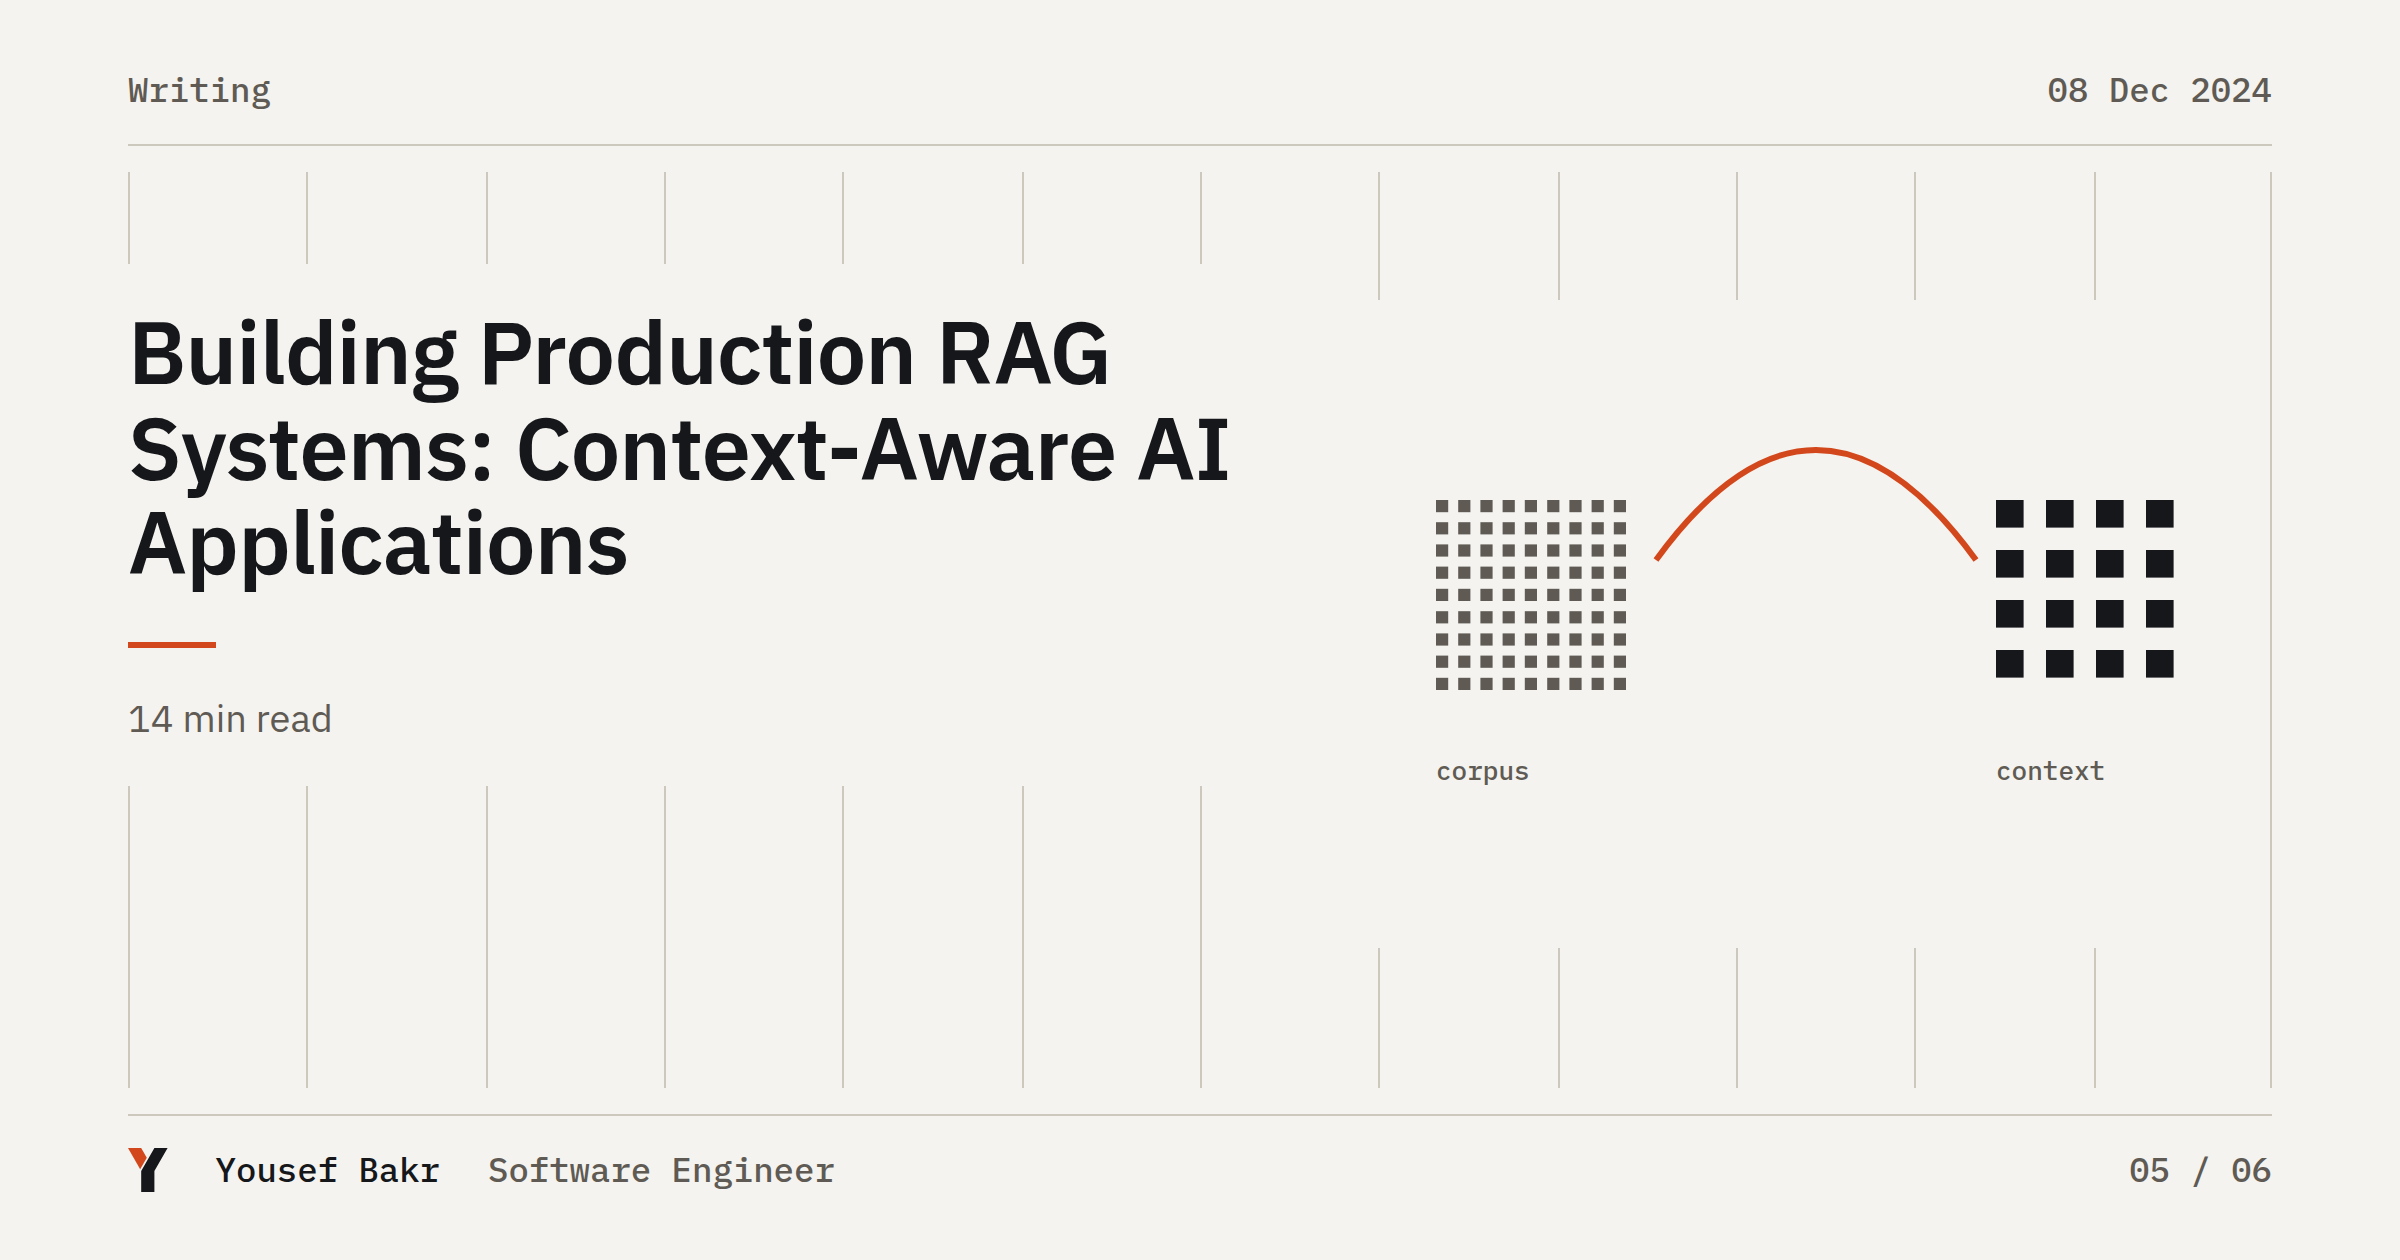 Writing
08 Dec 2024
Building Production RAG
Systems: Context-Aware AI
Applications
14 min read
corpus
context
Y
Yousef Bakr
Software Engineer
05 / 06